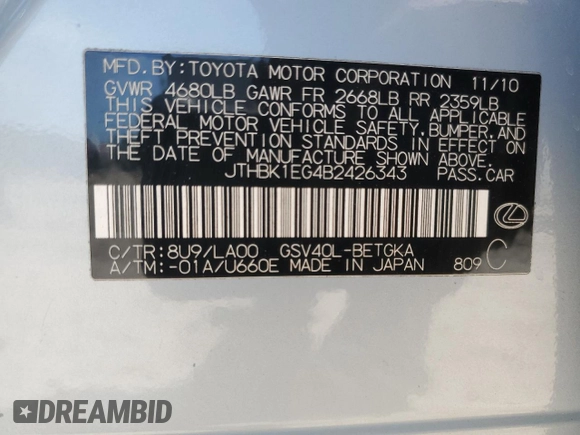 MFD. BY: TOYOTA MOTOR CORPORATION 11/10
GVWR 4680LB GAWR FR 2668LB RR 2359LB
THIS VEHICLE CONFORMS TO ALL APPLICABLE
FEDERAL MOTOR VEHICLE SAFETY, BUMPER, AND
THEFT PREVENTION STANDARDS IN EFFECT ON
THE DATE OF MANUFACTURE SHOWN ABOVE.
JTHBK1EG4B2426343 PASS. CAR
C/TR: 8U9/LA00 GSV40L-BETGKA
A/TM: -01A/U660E MADE IN JAPAN 809 C
DREAMBID